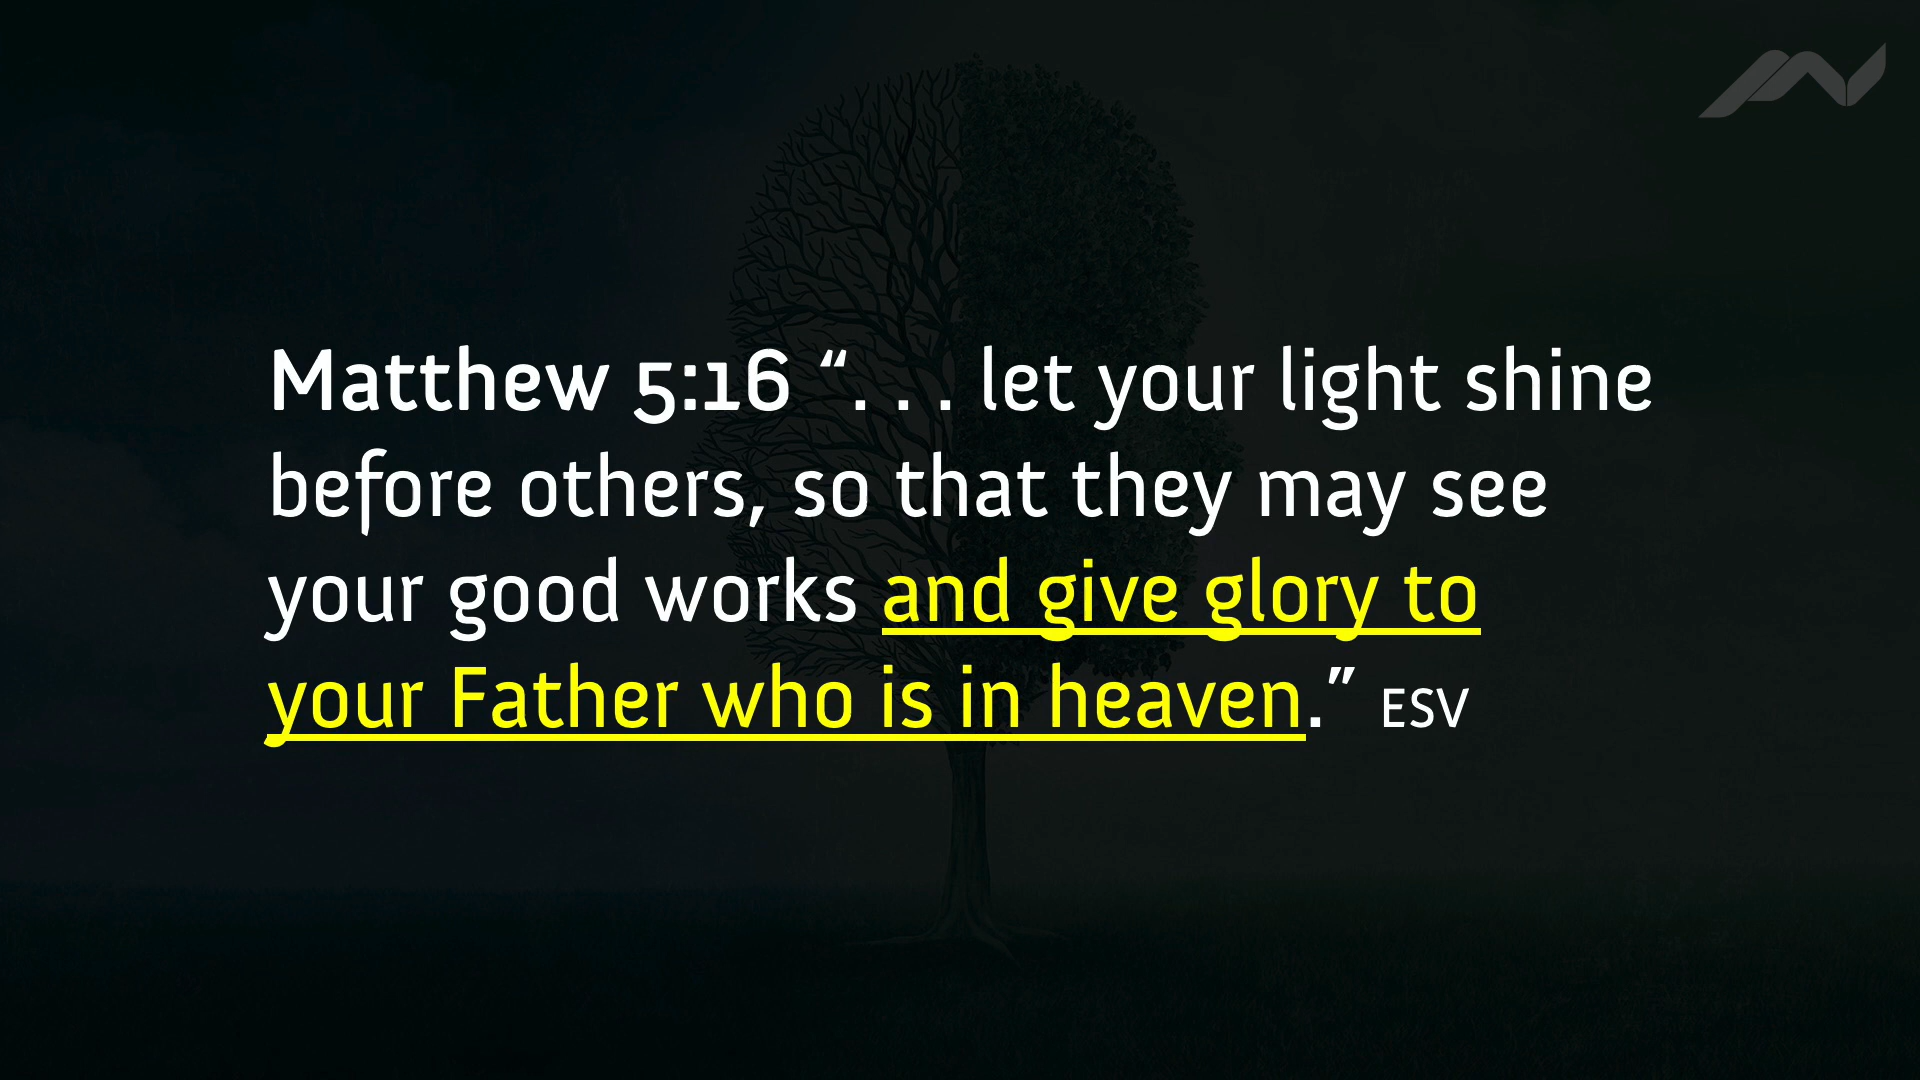 Matthew 5:16 “. . . let your light shine
before others, so that they may see
your good works and give glory to
your Father who is in heaven.” ESV